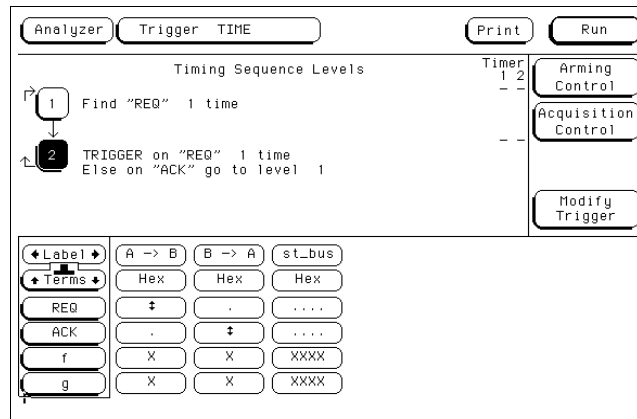 Analyzer Trigger TIME Print Run
Timing Sequence Levels
Timer
1 2
Arming
Control
1 Find "REQ" 1 time
- -
Acquisition
Control
2 TRIGGER on "REQ" 1 time
- -
Else on "ACK" go to level 1
Modify
Trigger
←Label→ A -> B B -> A st_bus
↑Terms↓ Hex Hex Hex
REQ ↕ . ....
ACK . ↕ ....
f X X XXXX
g X X XXXX